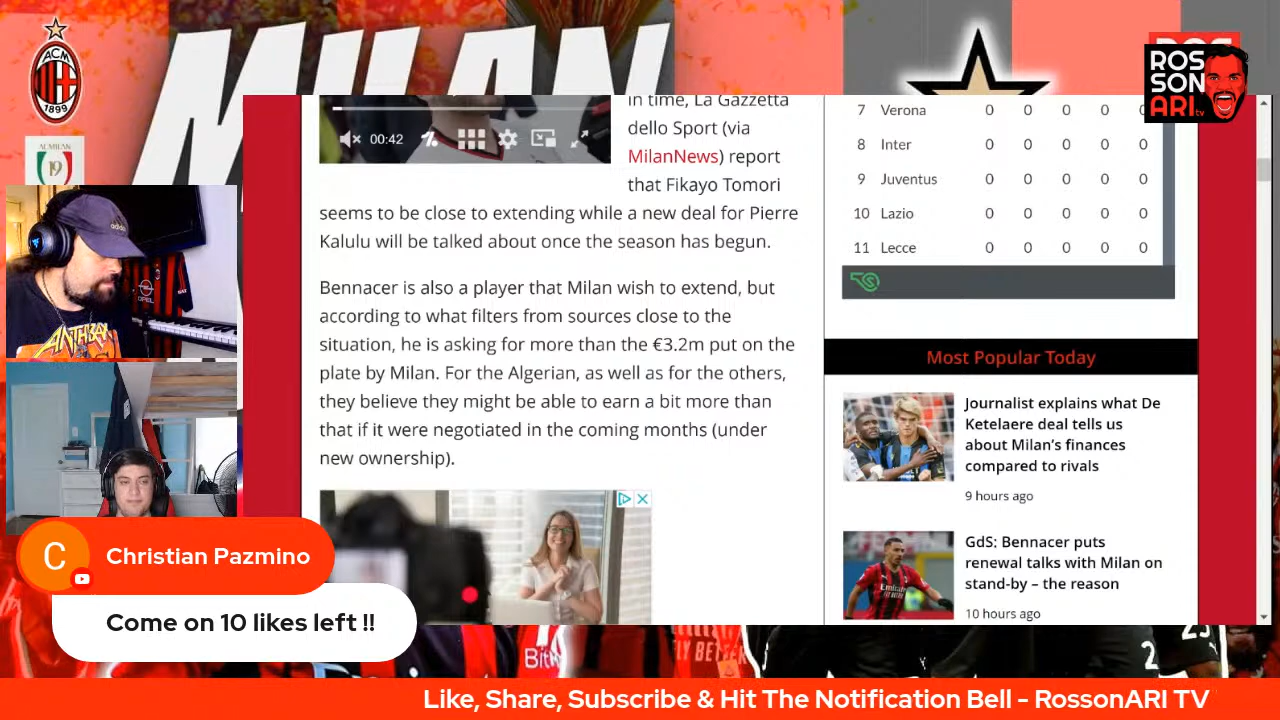 MILAN
ACM
1899
AC MILAN
19
ROS
SON
ARI
tv
00:42
in time, La Gazzetta
dello Sport (via
MilanNews) report
that Fikayo Tomori
seems to be close to extending while a new deal for Pierre
Kalulu will be talked about once the season has begun.
Bennacer is also a player that Milan wish to extend, but
according to what filters from sources close to the
situation, he is asking for more than the €3.2m put on the
plate by Milan. For the Algerian, as well as for the others,
they believe they might be able to earn a bit more than
that if it were negotiated in the coming months (under
new ownership).
7 Verona 0 0 0 0 0
8 Inter 0 0 0 0 0
9 Juventus 0 0 0 0 0
10 Lazio 0 0 0 0 0
11 Lecce 0 0 0 0 0
Most Popular Today
Journalist explains what De
Ketelaere deal tells us
about Milan’s finances
compared to rivals
9 hours ago
GdS: Bennacer puts
renewal talks with Milan on
stand-by – the reason
10 hours ago
adidas
OPEL
ANTHRAX
C
Christian Pazmino
Come on 10 likes left !!
Like, Share, Subscribe & Hit The Notification Bell - RossonARI TV